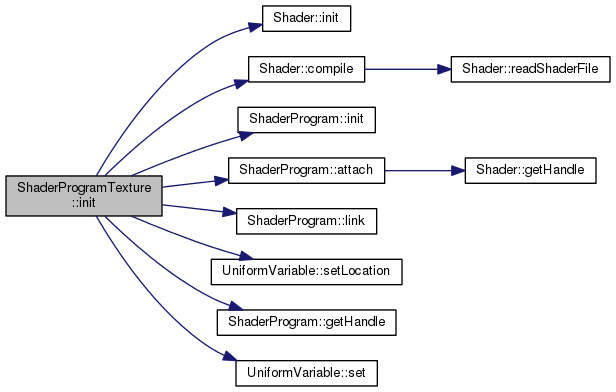 Shader::init
Shader::compile
Shader::readShaderFile
ShaderProgram::init
ShaderProgramTexture
::init
ShaderProgram::attach
Shader::getHandle
ShaderProgram::link
UniformVariable::setLocation
ShaderProgram::getHandle
UniformVariable::set